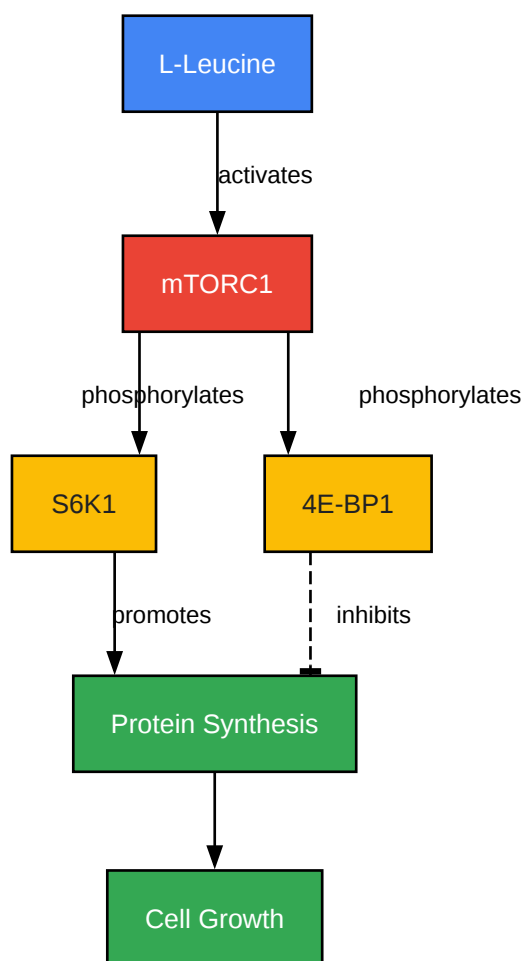 L-Leucine
activates
mTORC1
phosphorylates
phosphorylates
S6K1
4E-BP1
promotes
inhibits
Protein Synthesis
Cell Growth